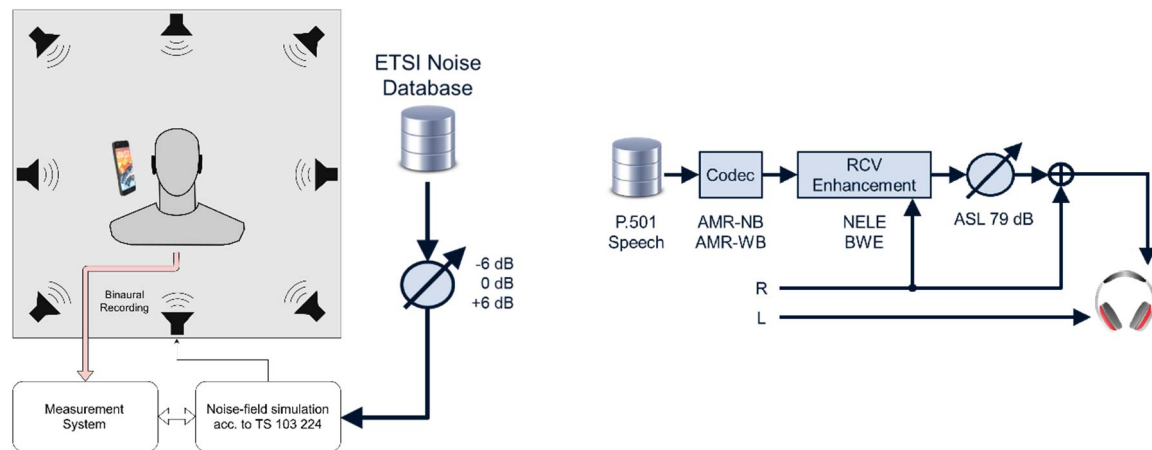 ETSI Noise
Database
-6 dB
0 dB
+6 dB
Binaural
Recording
Measurement
System
Noise-field simulation
acc. to TS 103 224
P.501
Speech
Codec
AMR-NB
AMR-WB
RCV
Enhancement
NELE
BWE
ASL 79 dB
R
L